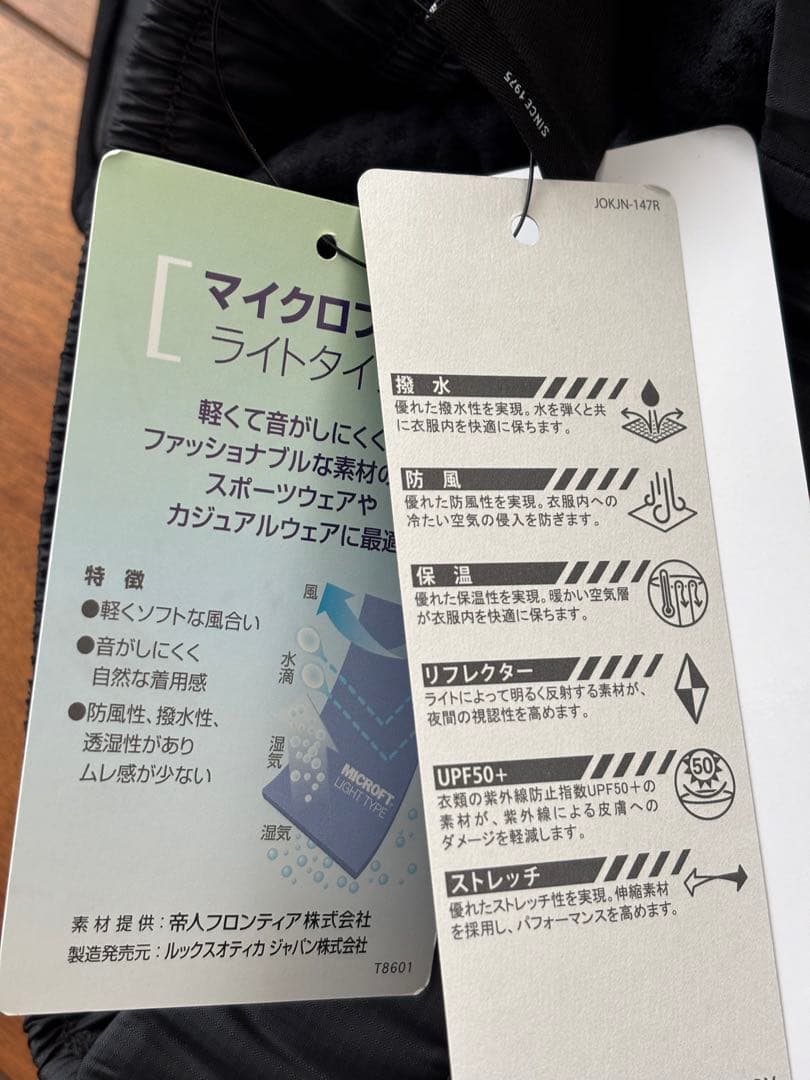 SINCE 1975
マイクロフ
ライトタイ
軽くて音がしにくく
ファッショナブルな素材の
スポーツウェアや
カジュアルウェアに最適
特 徴
●軽くソフトな風合い
●音がしにくく
自然な着用感
●防風性、撥水性、
透湿性があり
ムレ感が少ない
風
水滴
湿気
湿気
MICROFT.
LIGHT TYPE
素材提供:帝人フロンティア株式会社
製造発売元:ルックスオティカ ジャパン株式会社
T8601
JOKJN-147R
撥 水
優れた撥水性を実現。水を弾くと共
に衣服内を快適に保ちます。
防 風
優れた防風性を実現。衣服内への
冷たい空気の侵入を防ぎます。
保 温
優れた保温性を実現。暖かい空気層
が衣服内を快適に保ちます。
リフレクター
ライトによって明るく反射する素材が、
夜間の視認性を高めます。
UPF50+
衣類の紫外線防止指数UPF50+の
素材が、紫外線による皮膚への
ダメージを軽減します。
50
ストレッチ
優れたストレッチ性を実現。伸縮素材
を採用し、パフォーマンスを高めます。